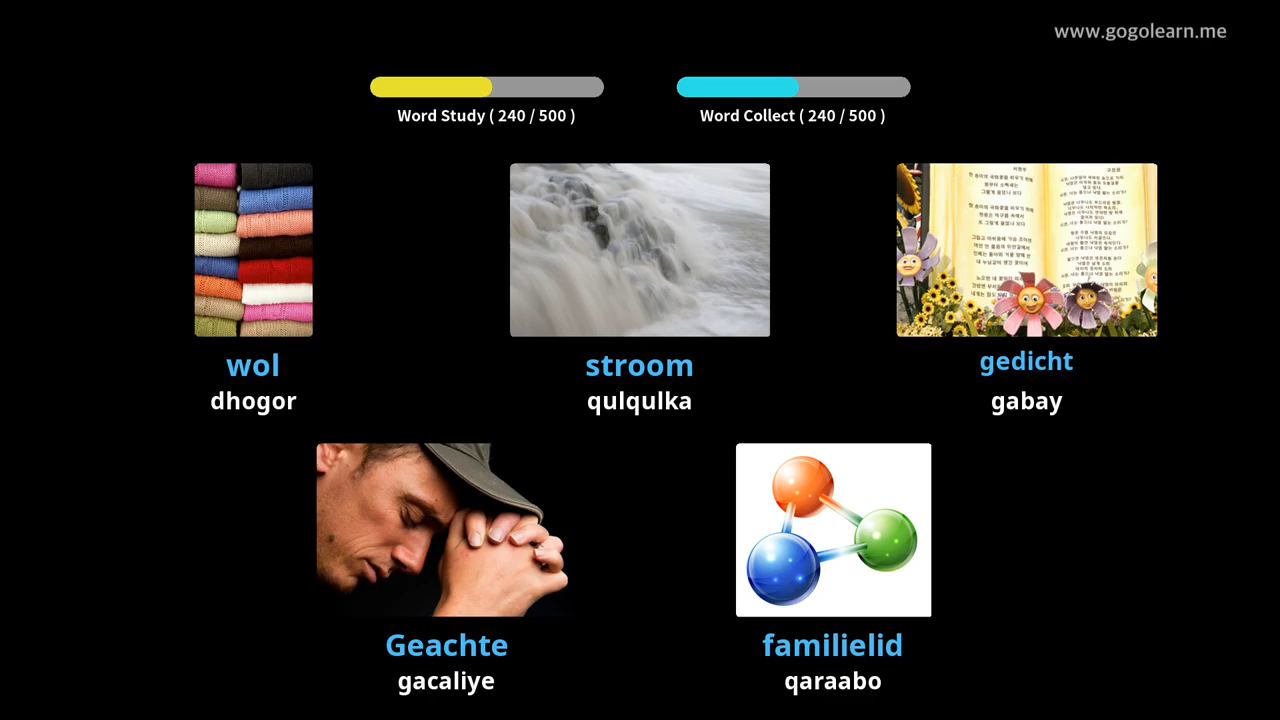 www.gogolearn.me
Word Study ( 240 / 500 )
Word Collect ( 240 / 500 )
wol
dhogor
stroom
qulqulka
gedicht
gabay
Geachte
gacaliye
familielid
qaraabo